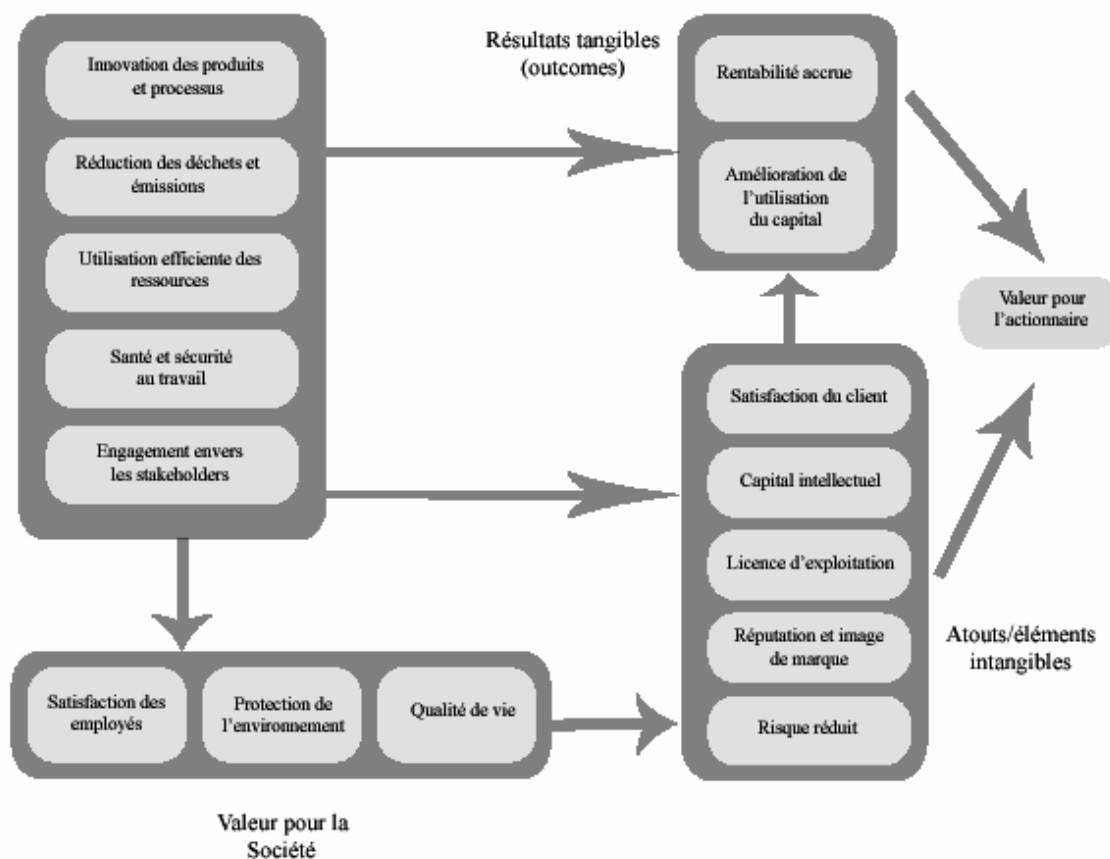 Innovation des produits
et processus
Réduction des déchets et
émissions
Utilisation efficiente des
ressources
Santé et sécurité
au travail
Engagement envers
les stakeholders
Résultats tangibles
(outcomes)
Rentabilité accrue
Amélioration de
l'utilisation
du capital
Valeur pour
l'actionnaire
Satisfaction du client
Capital intellectuel
Licence d'exploitation
Réputation et image
de marque
Risque réduit
Atouts/éléments
intangibles
Satisfaction des
employés
Protection de
l'environnement
Qualité de vie
Valeur pour la
Société